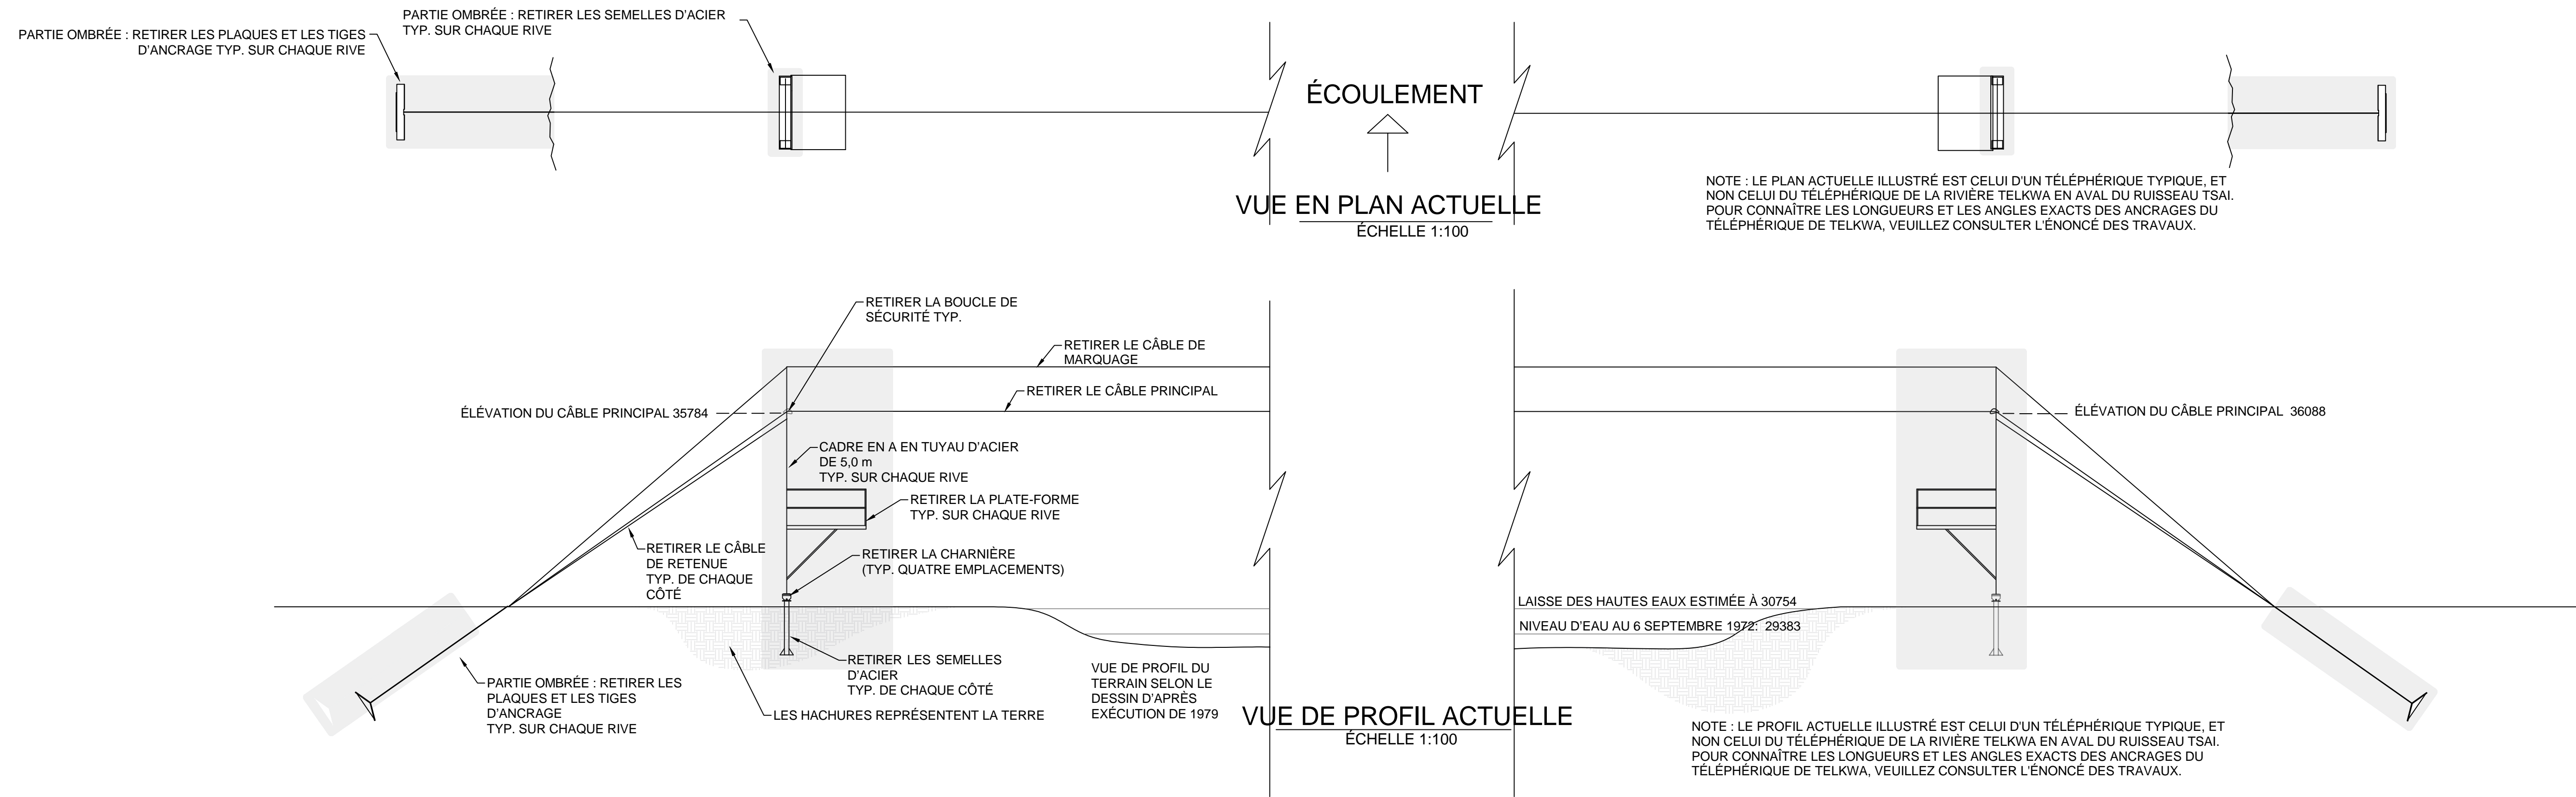 PARTIE OMBRÉE : RETIRER LES SEMELLES D'ACIER
TYP. SUR CHAQUE RIVE
PARTIE OMBRÉE : RETIRER LES PLAQUES ET LES TIGES
D'ANCRAGE TYP. SUR CHAQUE RIVE
ÉCOULEMENT
VUE EN PLAN ACTUELLE
ÉCHELLE 1:100
NOTE : LE PLAN ACTUELLE ILLUSTRÉ EST CELUI D'UN TÉLÉPHÉRIQUE TYPIQUE, ET
NON CELUI DU TÉLÉPHÉRIQUE DE LA RIVIÈRE TELKWA EN AVAL DU RUISSEAU TSAI.
POUR CONNAÎTRE LES LONGUEURS ET LES ANGLES EXACTS DES ANCRAGES DU
TÉLÉPHÉRIQUE DE TELKWA, VEUILLEZ CONSULTER L'ÉNONCÉ DES TRAVAUX.
RETIRER LA BOUCLE DE
SÉCURITÉ TYP.
RETIRER LE CÂBLE DE
MARQUAGE
RETIRER LE CÂBLE PRINCIPAL
ÉLÉVATION DU CÂBLE PRINCIPAL 35784
ÉLÉVATION DU CÂBLE PRINCIPAL 36088
CADRE EN A EN TUYAU D'ACIER
DE 5,0 m
TYP. SUR CHAQUE RIVE
RETIRER LA PLATE-FORME
TYP. SUR CHAQUE RIVE
RETIRER LE CÂBLE
DE RETENUE
TYP. DE CHAQUE
CÔTÉ
RETIRER LA CHARNIÈRE
(TYP. QUATRE EMPLACEMENTS)
LAISSE DES HAUTES EAUX ESTIMÉE À 30754
NIVEAU D'EAU AU 6 SEPTEMBRE 1972: 29383
RETIRER LES SEMELLES
D'ACIER
TYP. DE CHAQUE CÔTÉ
VUE DE PROFIL DU
TERRAIN SELON LE
DESSIN D'APRÈS
EXÉCUTION DE 1979
PARTIE OMBRÉE : RETIRER LES
PLAQUES ET LES TIGES
D'ANCRAGE
TYP. SUR CHAQUE RIVE
LES HACHURES REPRÉSENTENT LA TERRE
VUE DE PROFIL ACTUELLE
ÉCHELLE 1:100
NOTE : LE PROFIL ACTUELLE ILLUSTRÉ EST CELUI D'UN TÉLÉPHÉRIQUE TYPIQUE, ET
NON CELUI DU TÉLÉPHÉRIQUE DE LA RIVIÈRE TELKWA EN AVAL DU RUISSEAU TSAI.
POUR CONNAÎTRE LES LONGUEURS ET LES ANGLES EXACTS DES ANCRAGES DU
TÉLÉPHÉRIQUE DE TELKWA, VEUILLEZ CONSULTER L'ÉNONCÉ DES TRAVAUX.